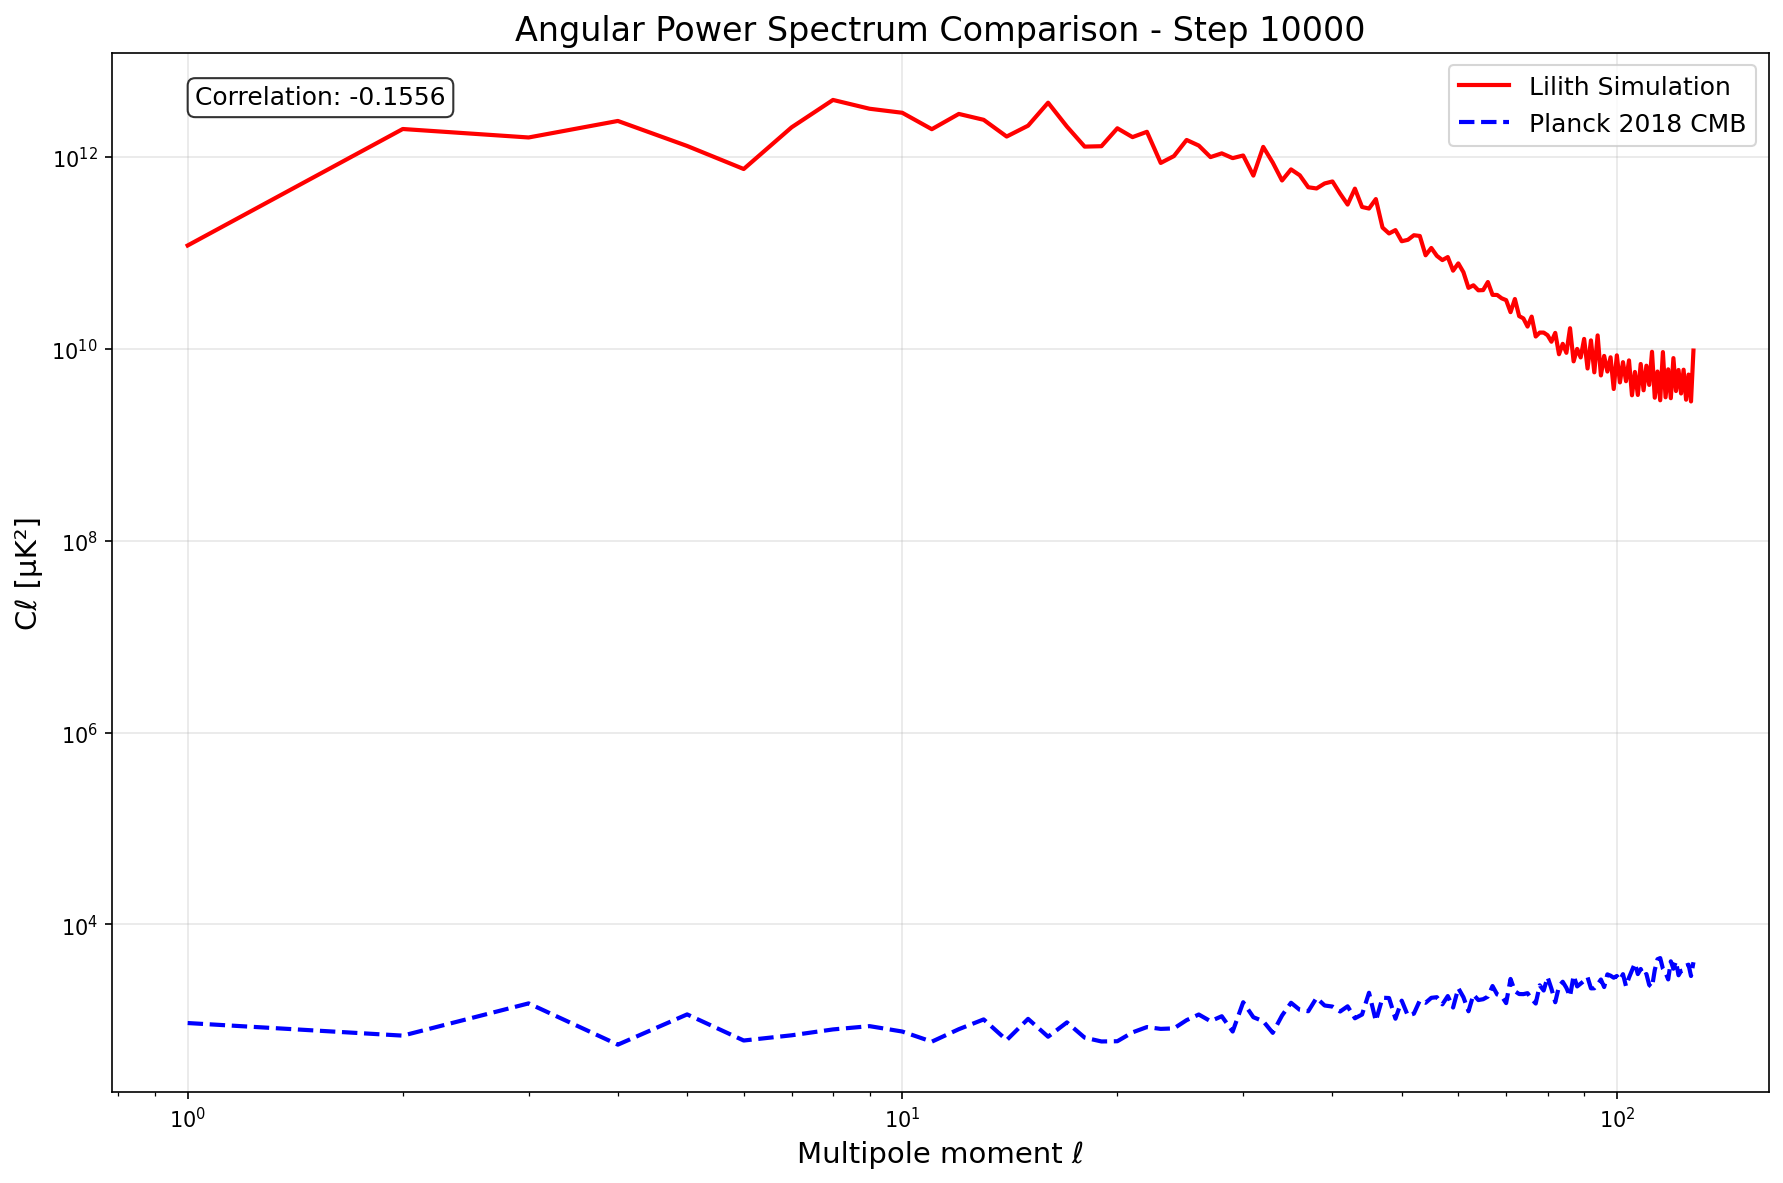 Angular Power Spectrum Comparison - Step 10000
Correlation: -0.1556
Lilith Simulation
Planck 2018 CMB
Cℓ [μK²]
10¹²
10¹⁰
10⁸
10⁶
10⁴
10⁰
10¹
10²
Multipole moment ℓ